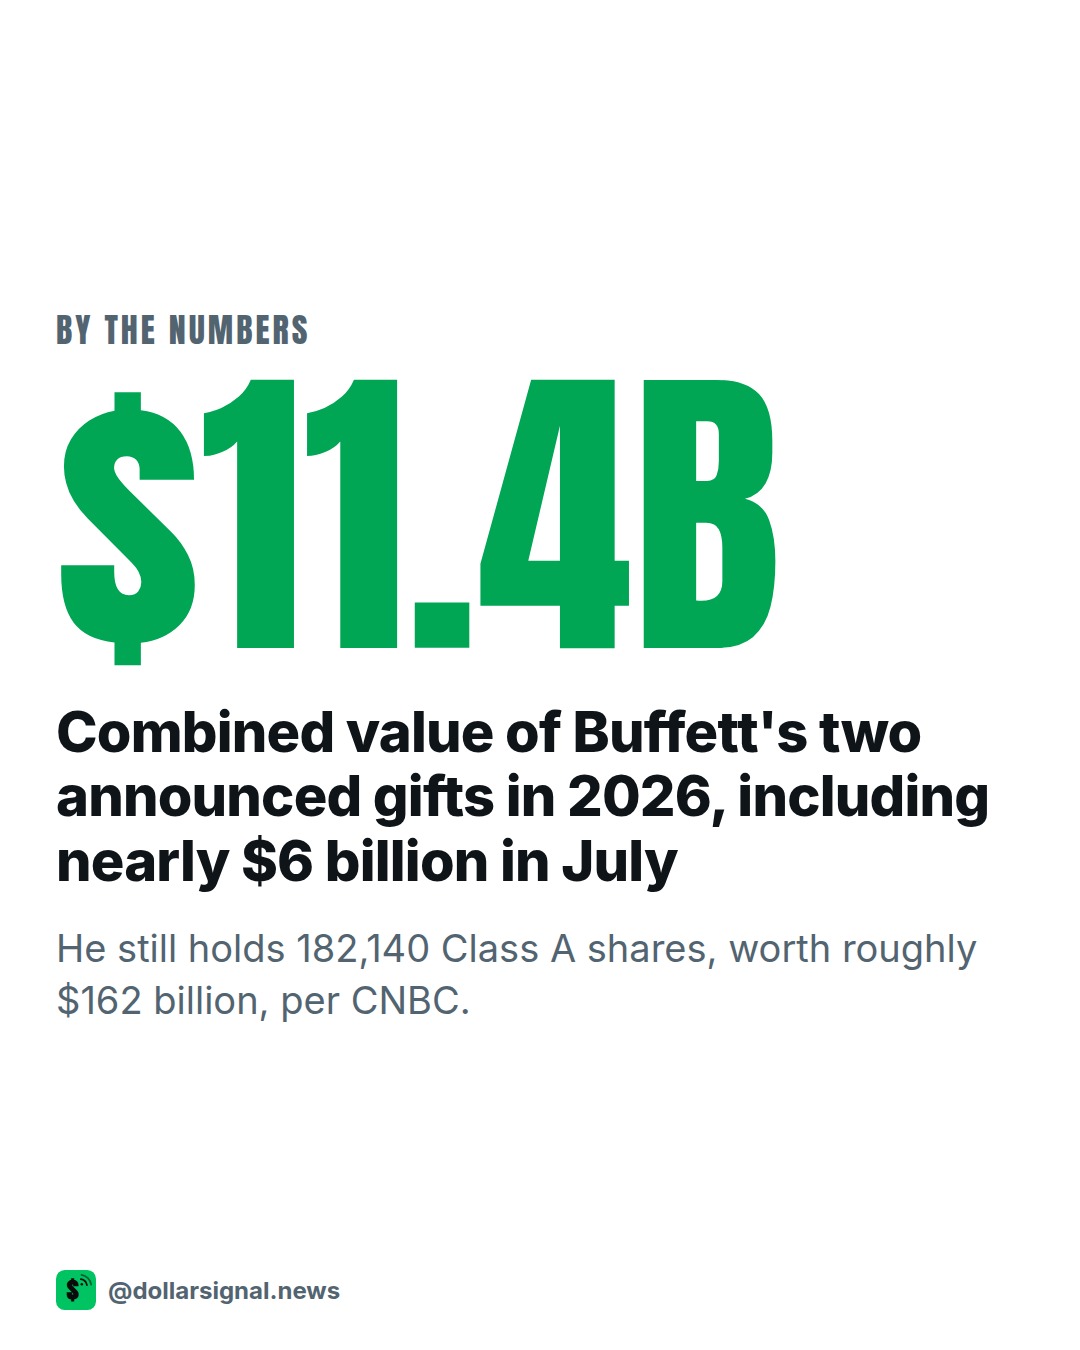 BY THE NUMBERS
$11.4B
Combined value of Buffett's two
announced gifts in 2026, including
nearly $6 billion in July
He still holds 182,140 Class A shares, worth roughly
$162 billion, per CNBC.
$
@dollarsignal.news